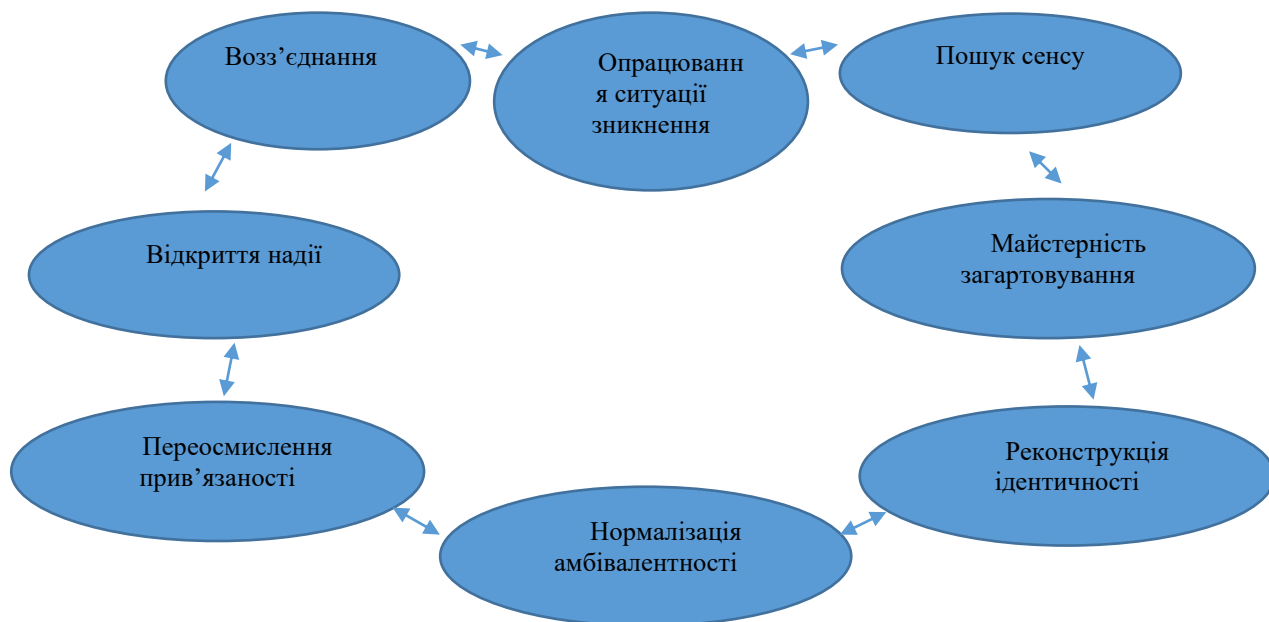 Возз’єднання
Опрацюванн
я ситуації
зникнення
Пошук сенсу
Відкриття надії
Майстерність
загартовування
Переосмислення
прив’язаності
Реконструкція
ідентичності
Нормалізація
амбівалентності